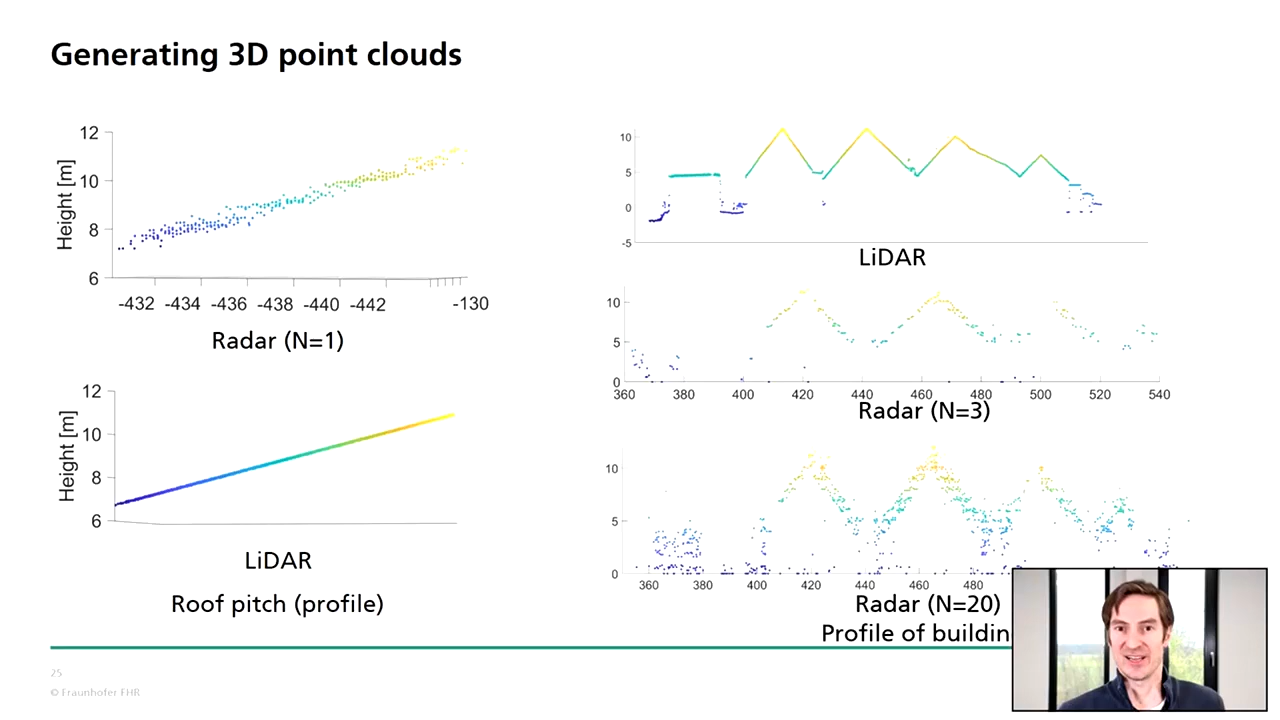 Generating 3D point clouds
12
10
8
6
Height [m]
-432 -434 -436 -438 -440 -442 -130
Radar (N=1)
12
10
8
6
Height [m]
LiDAR
Roof pitch (profile)
10
5
0
-5
LiDAR
10
5
0
360 380 400 420 440 460 480 500 520 540
Radar (N=3)
10
5
0
360 380 400 420 440 460 480
Radar (N=20)
Profile of buildin
25
© Fraunhofer FHR